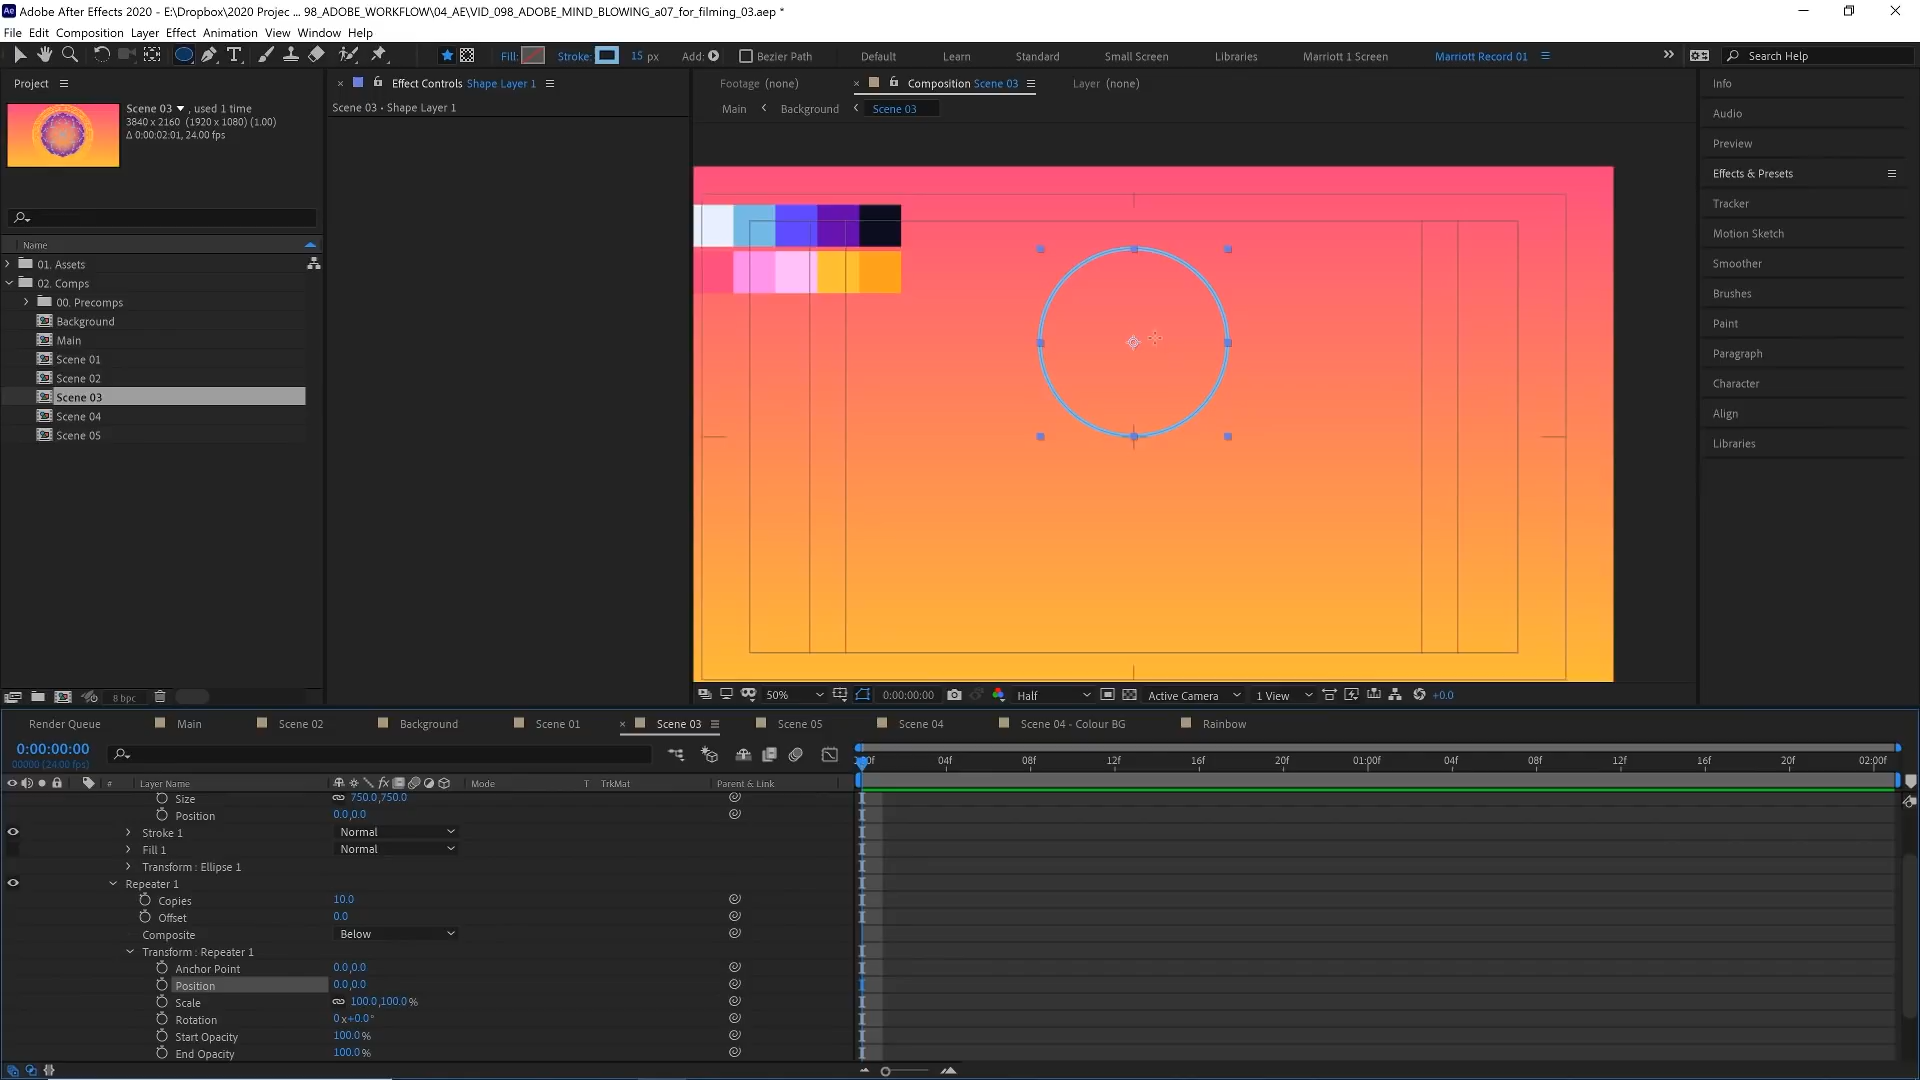 Adobe After Effects 2020 - E:\Dropbox\2020 Projec ... 98_ADOBE_WORKFLOW\04_AE\VID_098_ADOBE_MIND_BLOWING_a07_for_filming_03.aep *
File Edit Composition Layer Effect Animation View Window Help
Fill: Stroke: 15 px Add: Bezier Path Default Learn Standard Small Screen Libraries Marriott 1 Screen Marriott Record 01 Search Help
Project
Effect Controls Shape Layer 1
Footage (none) Composition Scene 03 Layer (none)
Scene 03 • Shape Layer 1
Main Background Scene 03
Scene 03 , used 1 time
3840 x 2160 (1920 x 1080) (1.00)
Δ 0:00:02:01, 24.00 fps
Name
01. Assets
02. Comps
00. Precomps
Background
Main
Scene 01
Scene 02
Scene 03
Scene 04
Scene 05
8 bpc
50% 0:00:00:00 Half Active Camera 1 View +0.0
Info
Audio
Preview
Effects & Presets
Tracker
Motion Sketch
Smoother
Brushes
Paint
Paragraph
Character
Align
Libraries
Render Queue Main Scene 02 Background Scene 01 Scene 03 Scene 05 Scene 04 Scene 04 - Colour BG Rainbow
0:00:00:00
00000 (24.00 fps)
04f 08f 12f 16f 20f 01:00f 04f 08f 12f 16f 20f 02:00f
# Layer Name Mode T TrkMat Parent & Link
Size 750.0,750.0
Position 0.0,0.0
Stroke 1 Normal
Fill 1 Normal
Transform : Ellipse 1
Repeater 1
Copies 10.0
Offset 0.0
Composite Below
Transform : Repeater 1
Anchor Point 0.0,0.0
Position 0.0,0.0
Scale 100.0,100.0%
Rotation 0x+0.0°
Start Opacity 100.0%
End Opacity 100.0%